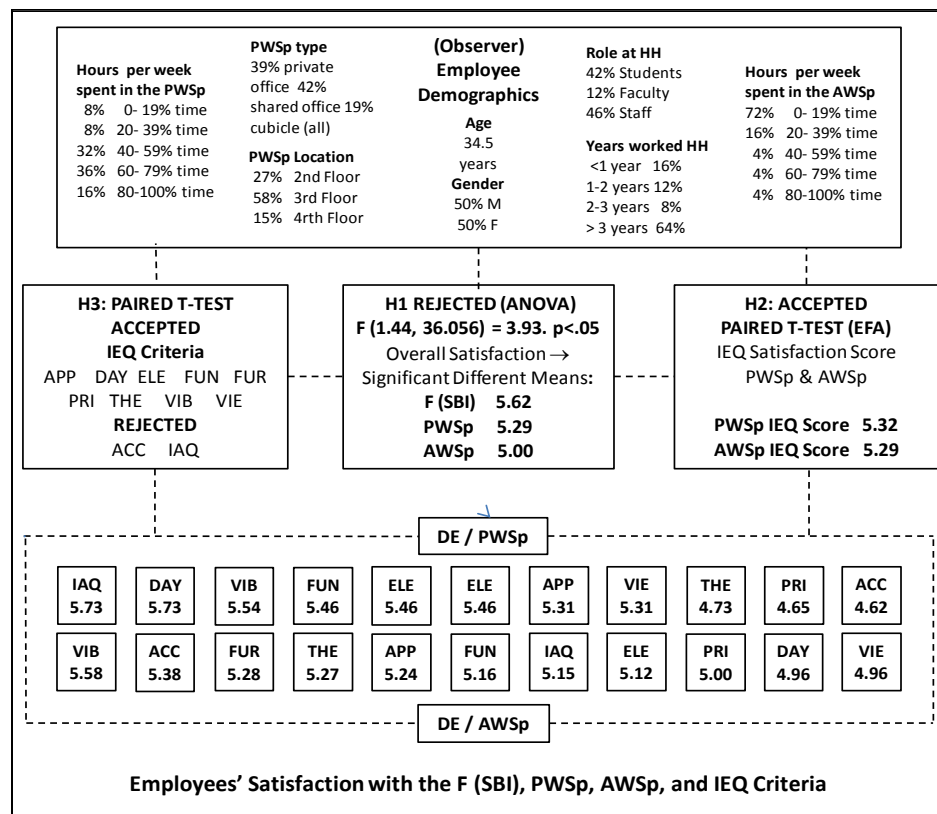 Hours per week
spent in the PWSp
8% 0- 19% time
8% 20- 39% time
32% 40- 59% time
36% 60- 79% time
16% 80-100% time
PWSp type
39% private
office 42%
shared office 19%
cubicle (all)
PWSp Location
27% 2nd Floor
58% 3rd Floor
15% 4rth Floor
(Observer)
Employee
Demographics
Age
34.5
years
Gender
50% M
50% F
Role at HH
42% Students
12% Faculty
46% Staff
Years worked HH
<1 year 16%
1-2 years 12%
2-3 years 8%
> 3 years 64%
Hours per week
spent in the AWSp
72% 0- 19% time
16% 20- 39% time
4% 40- 59% time
4% 60- 79% time
4% 80-100% time
H3: PAIRED T-TEST
ACCEPTED
IEQ Criteria
APP DAY ELE FUN FUR
PRI THE VIB VIE
REJECTED
ACC IAQ
H1 REJECTED (ANOVA)
F (1.44, 36.056) = 3.93. p<.05
Overall Satisfaction →
Significant Different Means:
F (SBI) 5.62
PWSp 5.29
AWSp 5.00
H2: ACCEPTED
PAIRED T-TEST (EFA)
IEQ Satisfaction Score
PWSp & AWSp
PWSp IEQ Score 5.32
AWSp IEQ Score 5.29
DE / PWSp
IAQ DAY VIB FUN ELE ELE APP VIE THE PRI ACC
5.73 5.73 5.54 5.46 5.46 5.46 5.31 5.31 4.73 4.65 4.62
VIB ACC FUR THE APP FUN IAQ ELE PRI DAY VIE
5.58 5.38 5.28 5.27 5.24 5.16 5.15 5.12 5.00 4.96 4.96
DE / AWSp
Employees' Satisfaction with the F (SBI), PWSp, AWSp, and IEQ Criteria